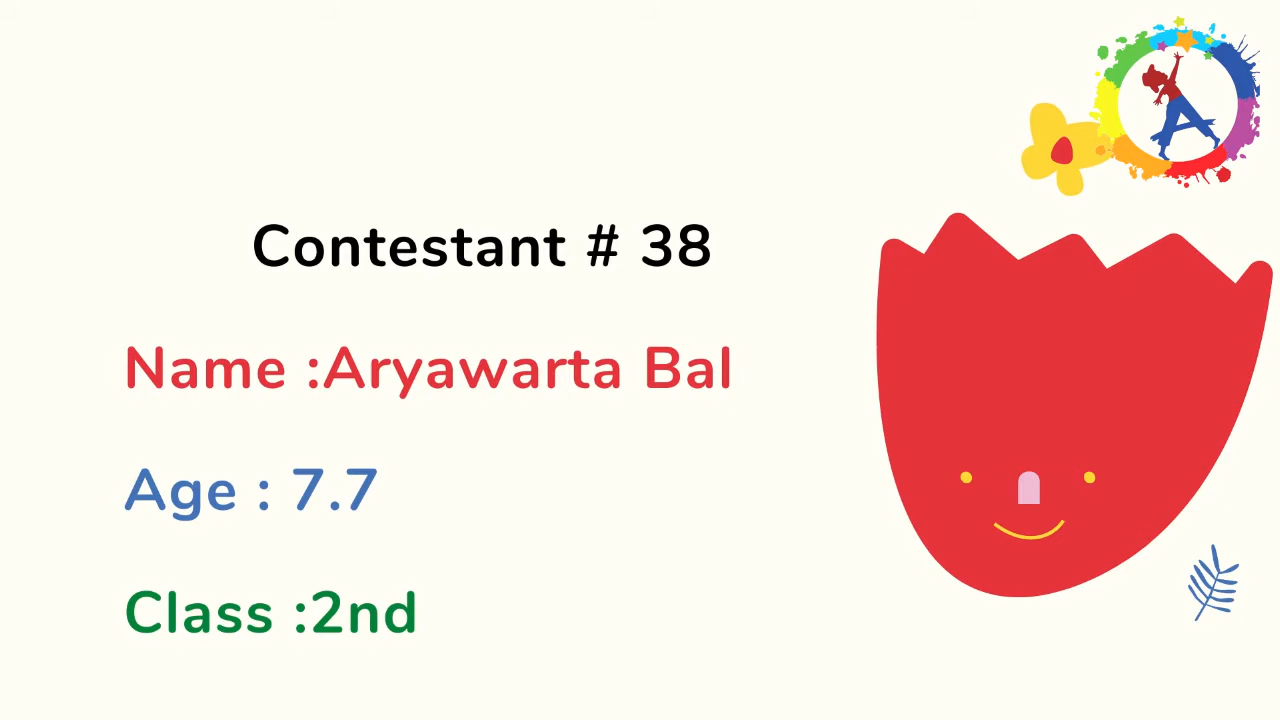 Contestant # 38
Name :Aryawarta Bal
Age : 7.7
Class :2nd